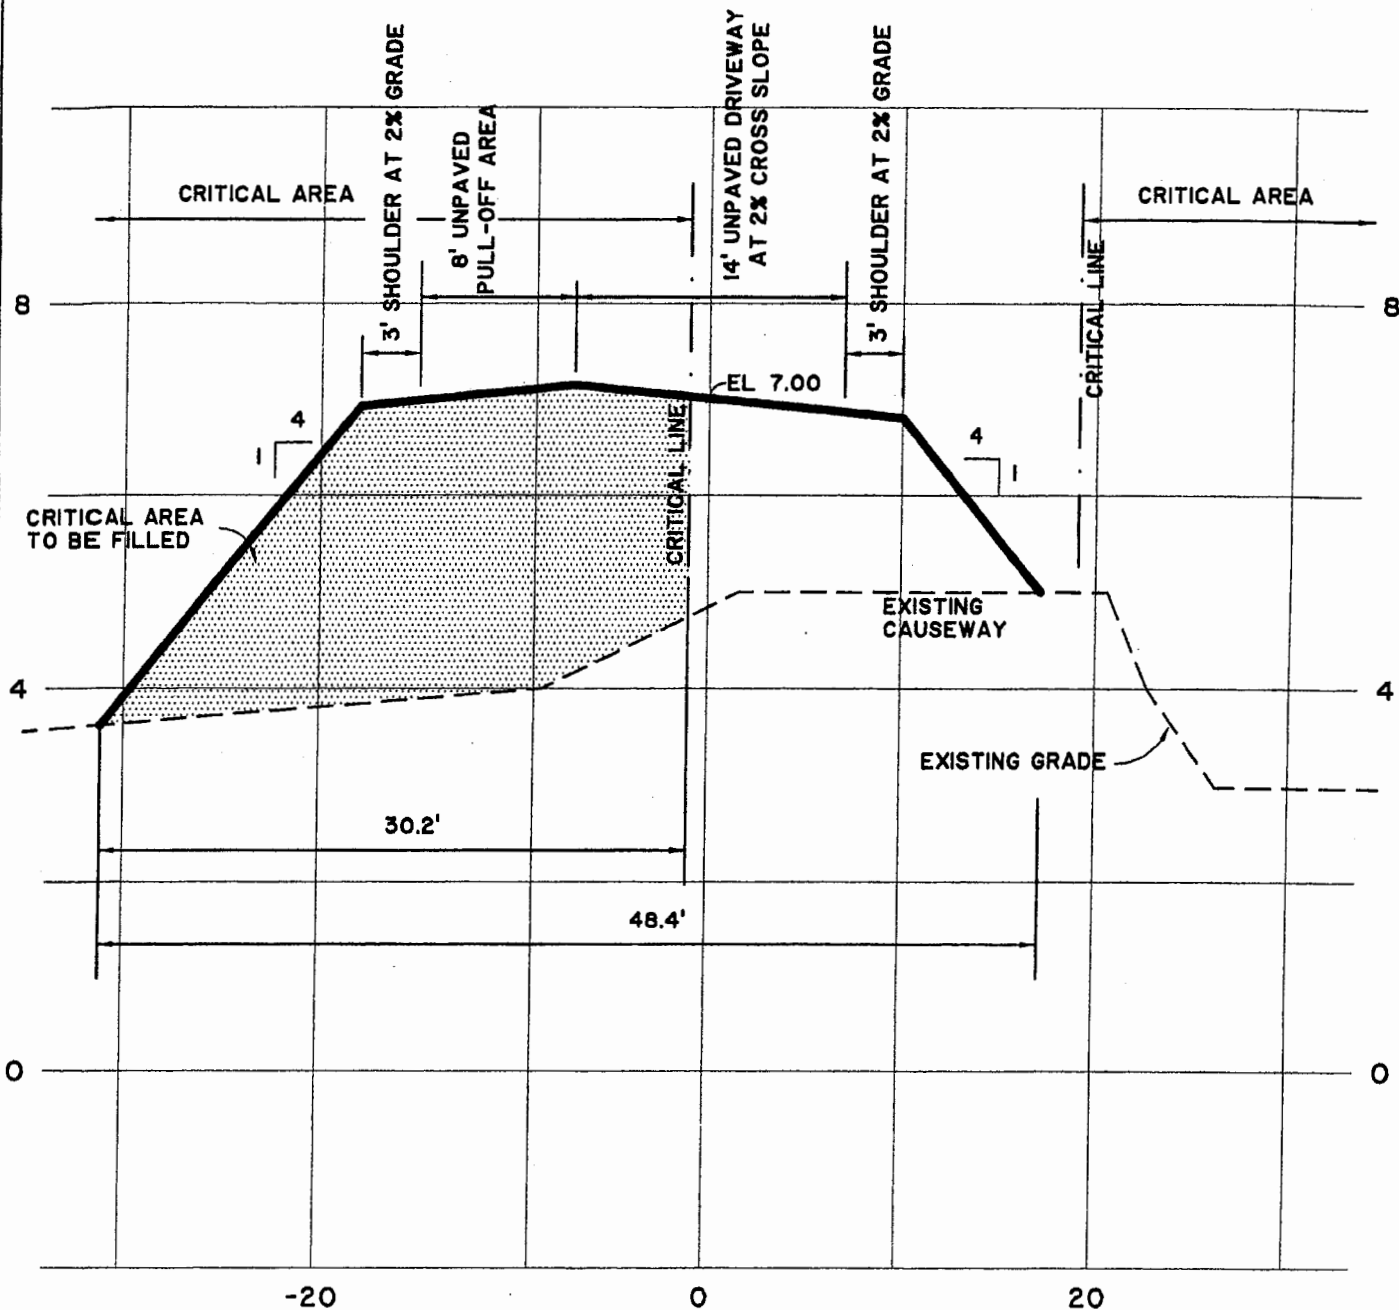 3' SHOULDER AT 2% GRADE
8' UNPAVED
PULL-OFF AREA
14' UNPAVED DRIVEWAY
AT 2% CROSS SLOPE
3' SHOULDER AT 2% GRADE
CRITICAL AREA
CRITICAL AREA
CRITICAL LINE
8
8
EL 7.00
4
1
CRITICAL LINE
4
1
CRITICAL AREA
TO BE FILLED
EXISTING
CAUSEWAY
4
4
EXISTING GRADE
30.2'
48.4'
0
0
-20
0
20